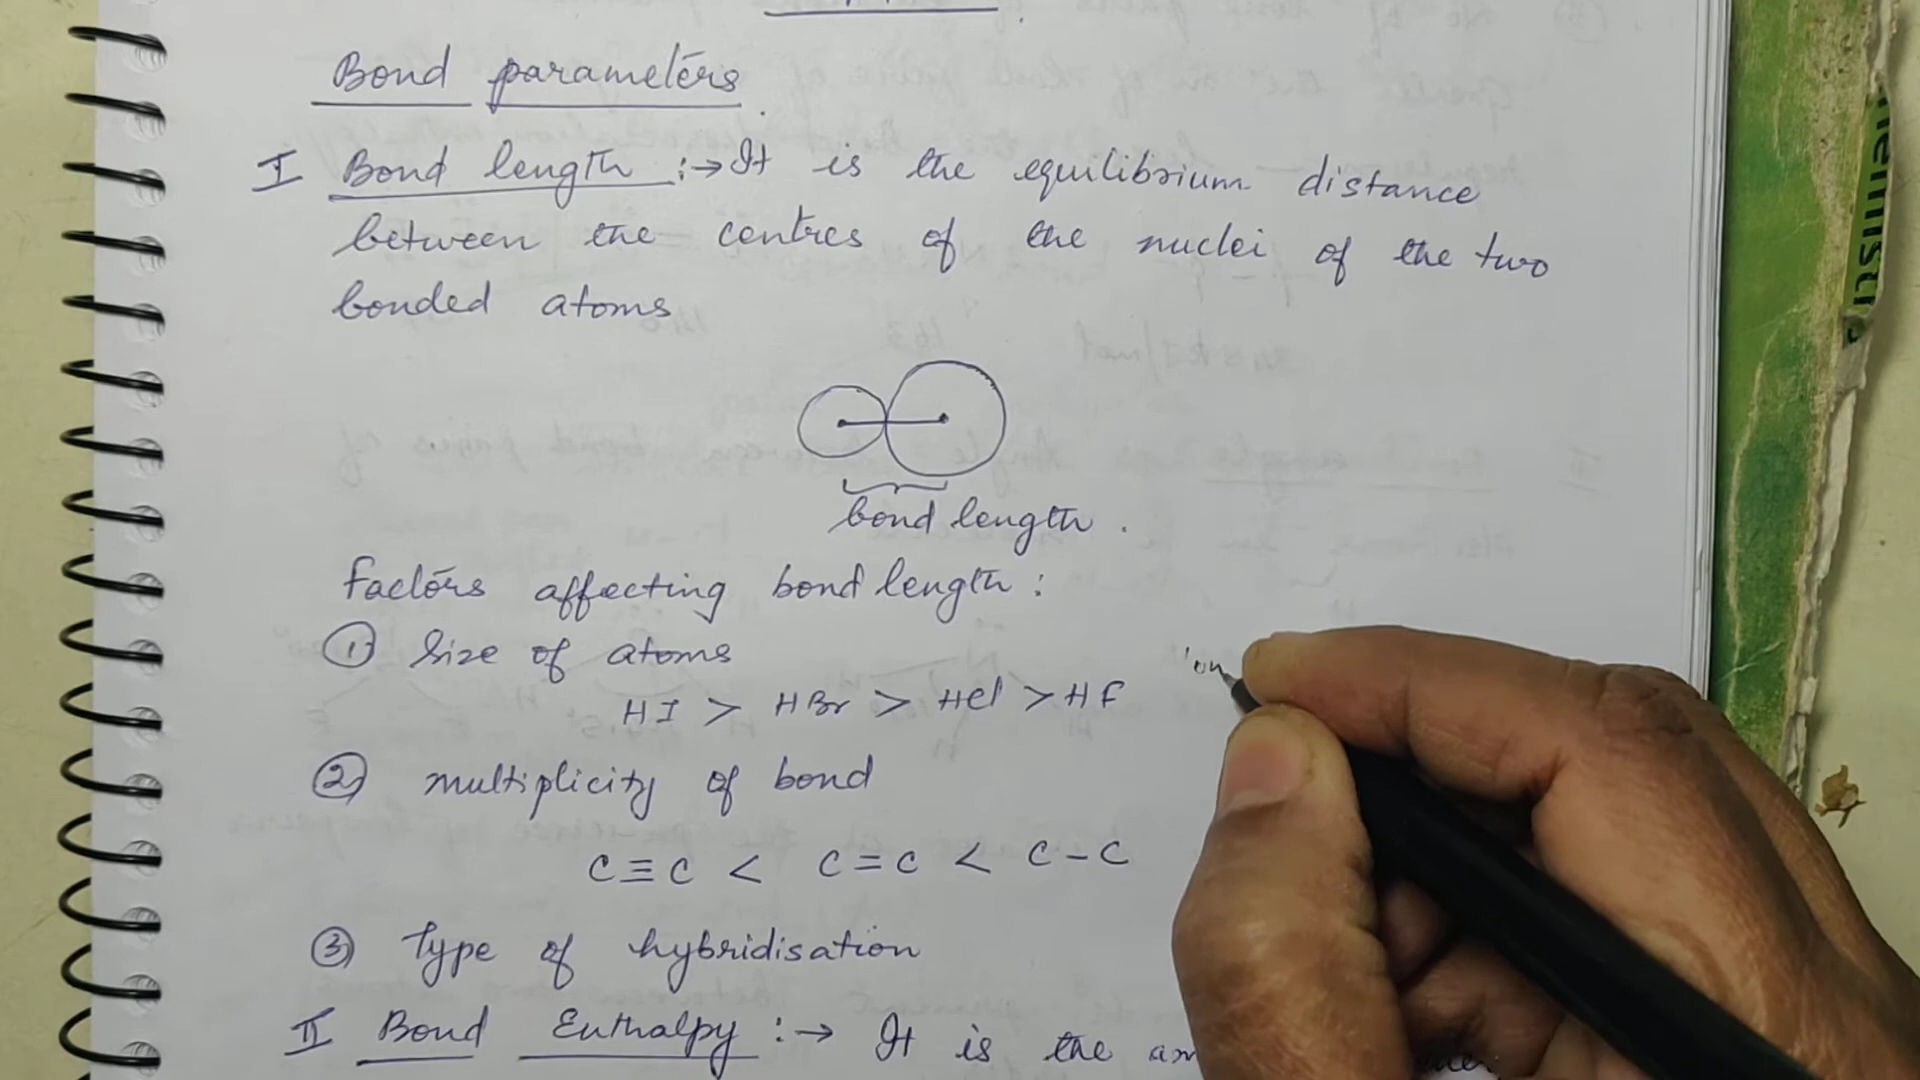 Bond parameters
I Bond length :→ It is the equilibrium distance
between the centres of the nuclei of the two
bonded atoms
bond length .
factors affecting bond length :
① Size of atoms
HI > HBr > HCl > HF
② multiplicity of bond
C≡C < C=C < C-C
③ Type of hybridisation
II Bond Enthalpy :→ It is the